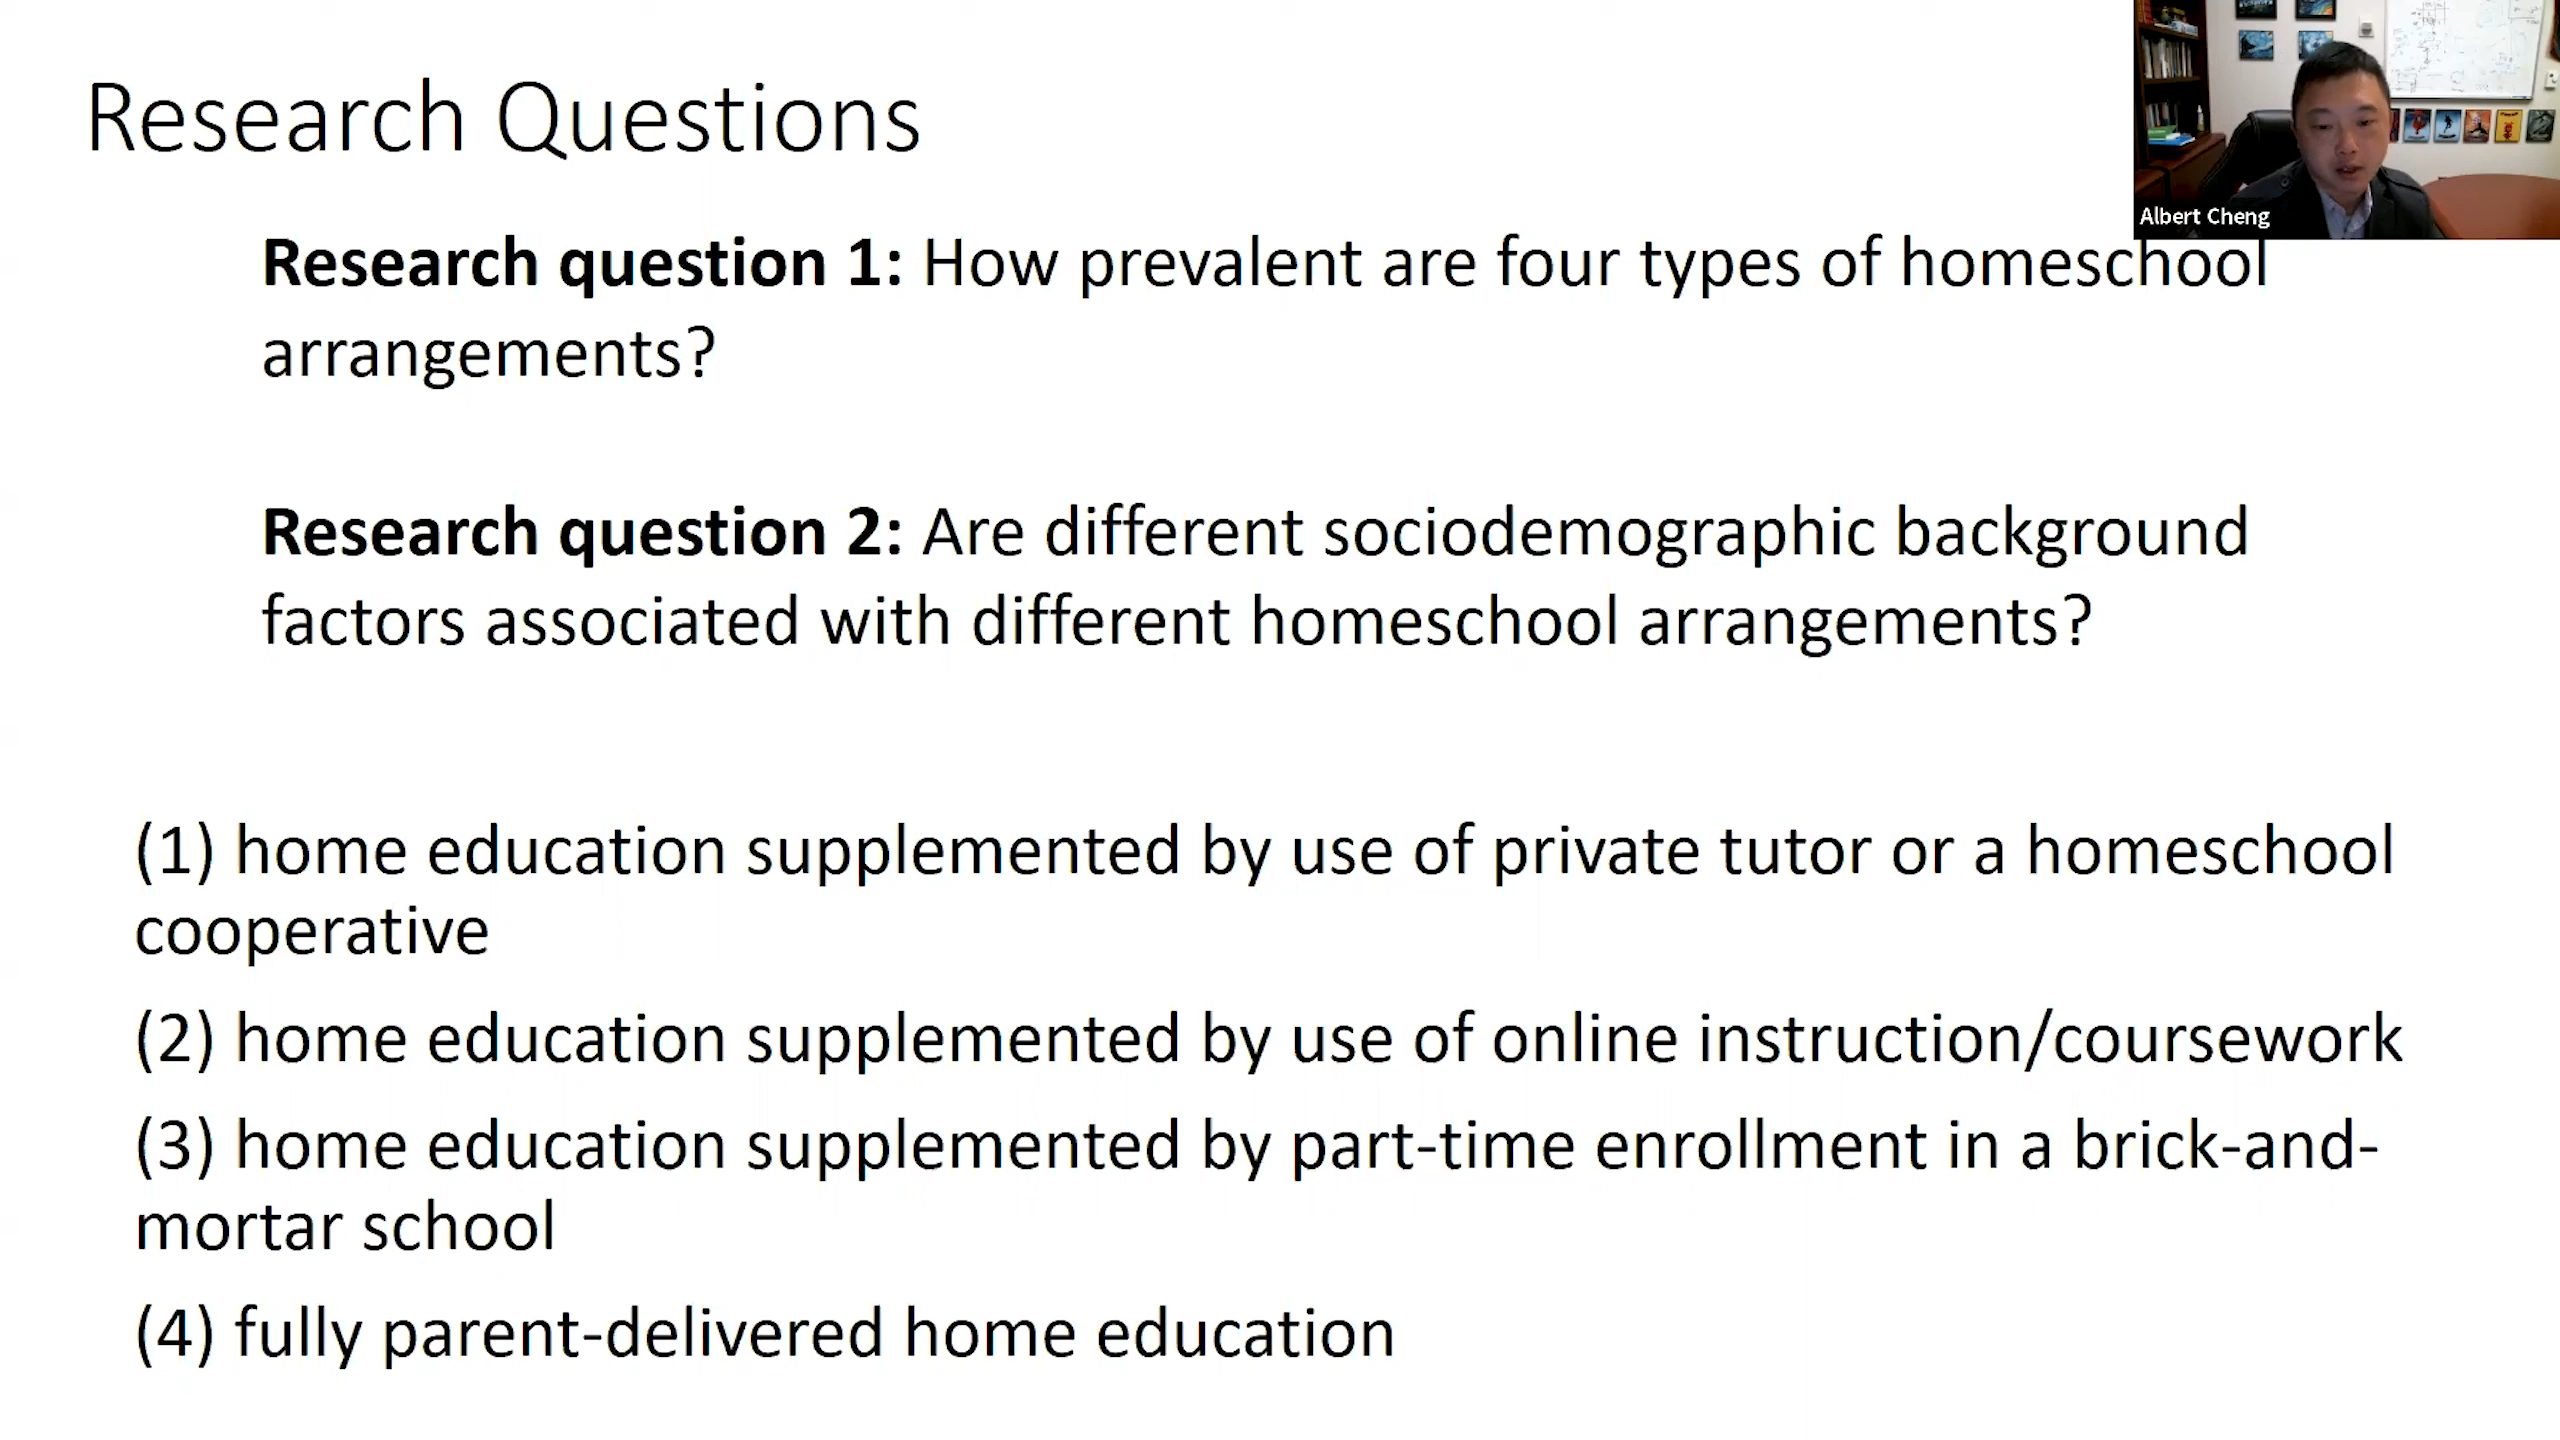 Research Questions
Albert Cheng
Research question 1: How prevalent are four types of homeschool
arrangements?
Research question 2: Are different sociodemographic background
factors associated with different homeschool arrangements?
(1) home education supplemented by use of private tutor or a homeschool
cooperative
(2) home education supplemented by use of online instruction/coursework
(3) home education supplemented by part-time enrollment in a brick-and-
mortar school
(4) fully parent-delivered home education